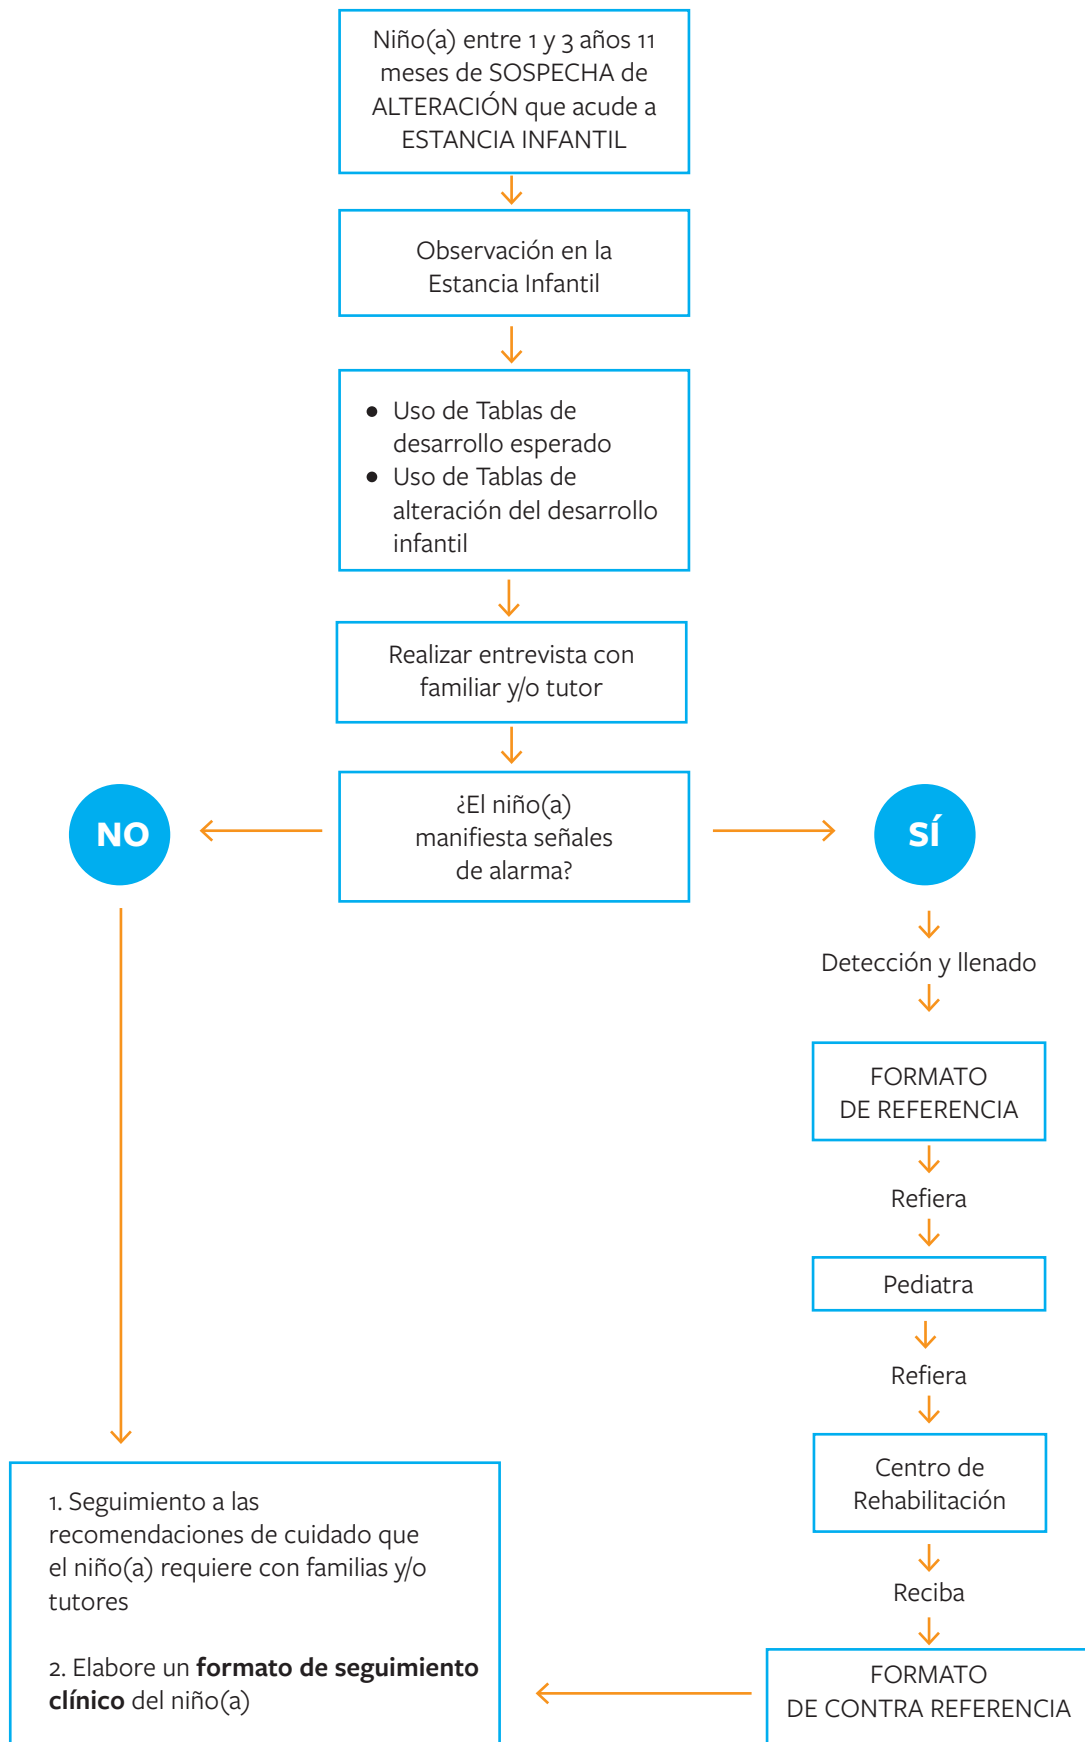 Niño(a) entre 1 y 3 años 11
meses de SOSPECHA de
ALTERACIÓN que acude a
ESTANCIA INFANTIL
Observación en la
Estancia Infantil
• Uso de Tablas de
desarrollo esperado
• Uso de Tablas de
alteración del desarrollo
infantil
Realizar entrevista con
familiar y/o tutor
¿El niño(a)
manifiesta señales
de alarma?
NO
SÍ
Detección y llenado
FORMATO
DE REFERENCIA
Refiera
Pediatra
Refiera
Centro de
Rehabilitación
Reciba
FORMATO
DE CONTRA REFERENCIA
1. Seguimiento a las
recomendaciones de cuidado que
el niño(a) requiere con familias y/o
tutores
2. Elabore un formato de seguimiento
clínico del niño(a)